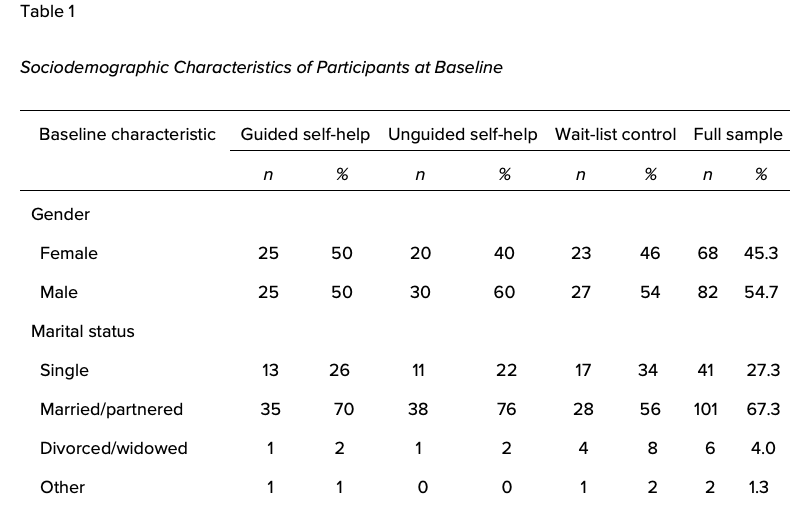 Table 1
Sociodemographic Characteristics of Participants at Baseline
Baseline characteristic Guided self-help Unguided self-help Wait-list control Full sample
n % n % n % n %
Gender
Female 25 50 20 40 23 46 68 45.3
Male 25 50 30 60 27 54 82 54.7
Marital status
Single 13 26 11 22 17 34 41 27.3
Married/partnered 35 70 38 76 28 56 101 67.3
Divorced/widowed 1 2 1 2 4 8 6 4.0
Other 1 1 0 0 1 2 2 1.3